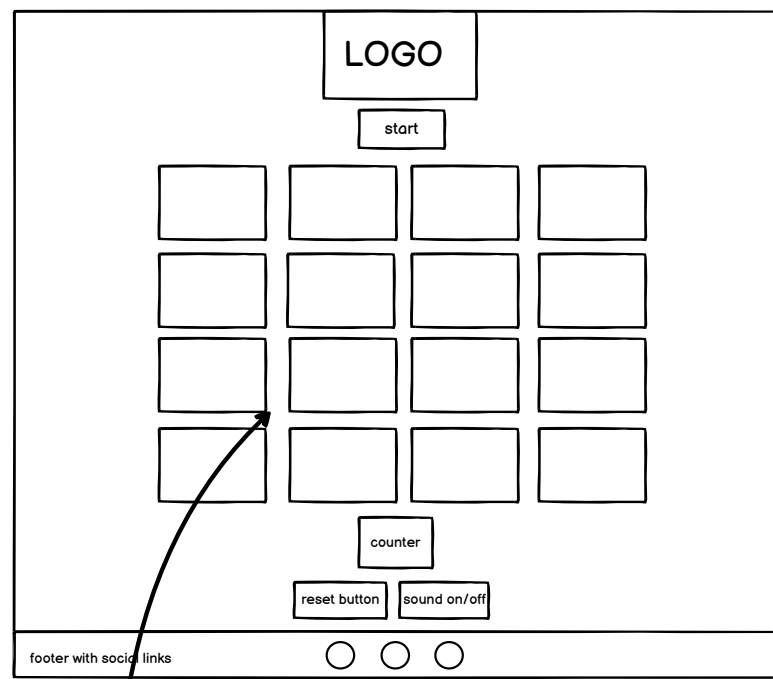 LOGO
start
counter
reset button
sound on/off
footer with social links